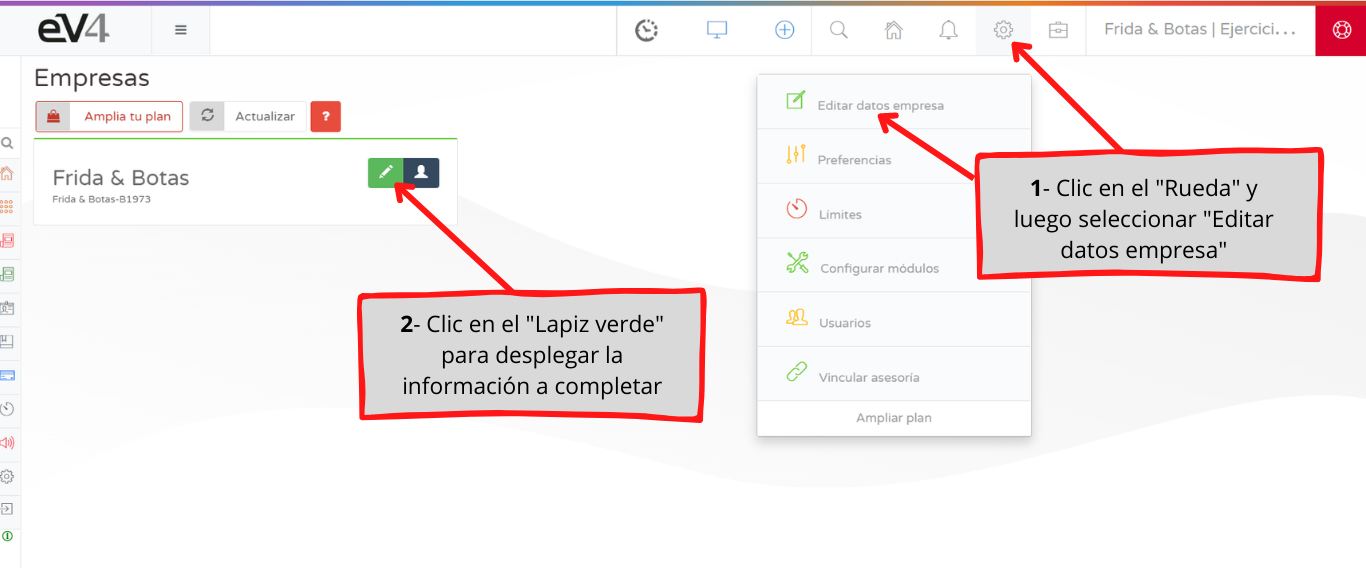 eV4
Frida & Botas | Ejercici...
Empresas
Amplia tu plan
Actualizar
?
Frida & Botas
Frida & Botas-B1973
Editar datos empresa
Preferencias
Límites
Configurar módulos
Usuarios
Vincular asesoría
Ampliar plan
1- Clic en el "Rueda" y
luego seleccionar "Editar
datos empresa"
2- Clic en el "Lapiz verde"
para desplegar la
información a completar